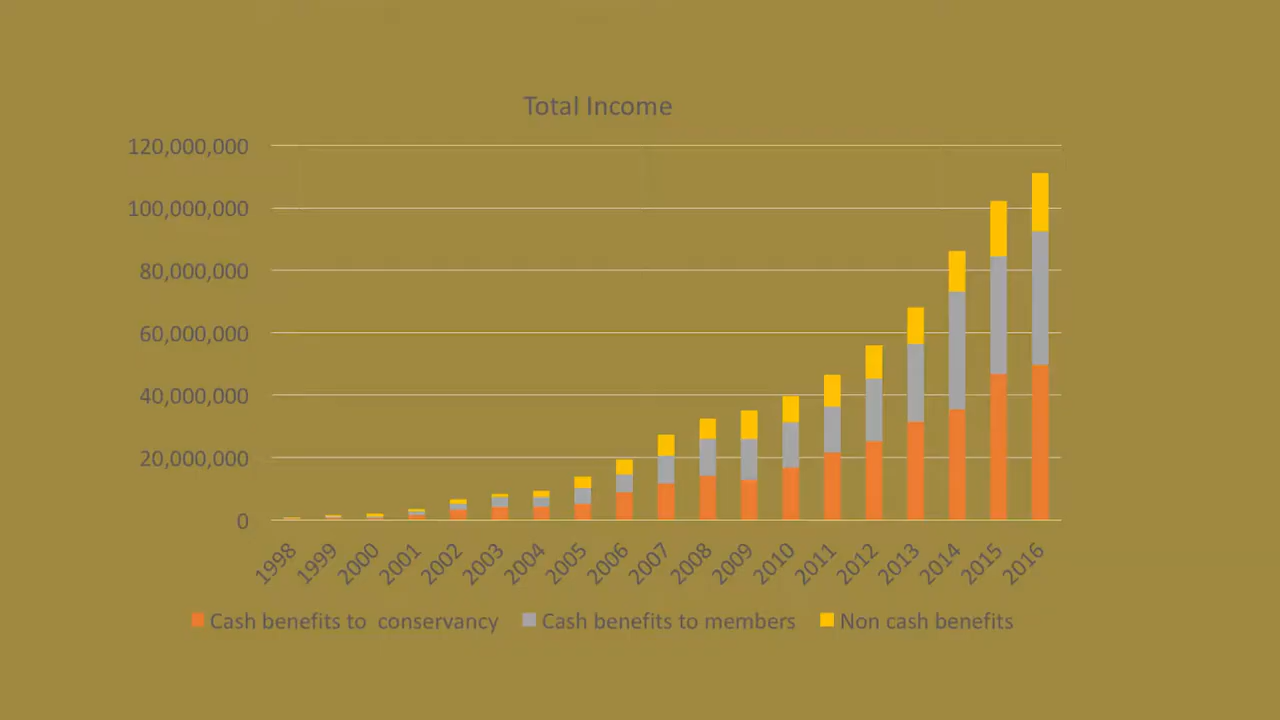 Total Income
120,000,000
100,000,000
80,000,000
60,000,000
40,000,000
20,000,000
0
1998 1999 2000 2001 2002 2003 2004 2005 2006 2007 2008 2009 2010 2011 2012 2013 2014 2015 2016
Cash benefits to  conservancy Cash benefits to members Non cash benefits